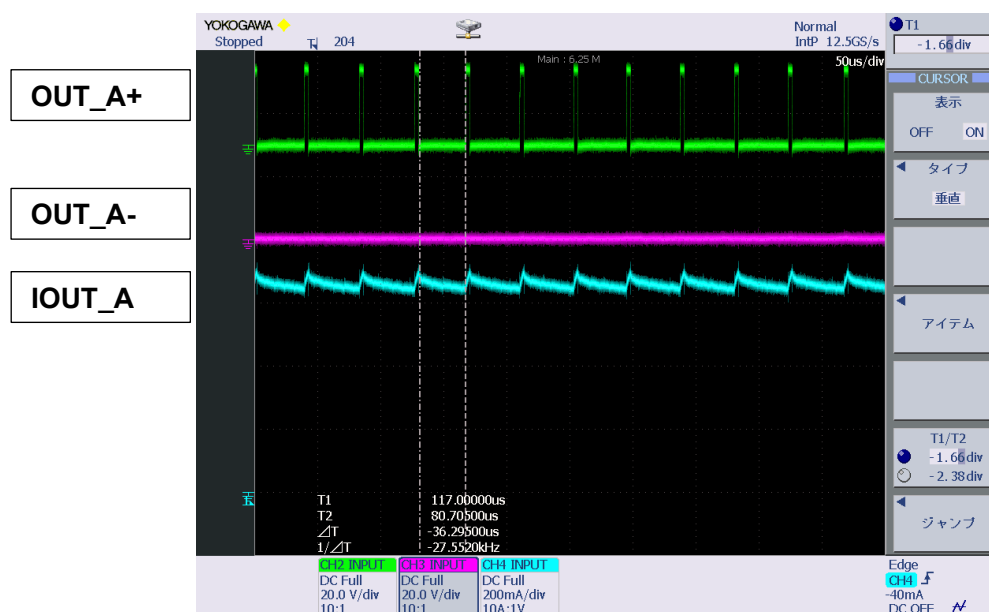 YOKOGAWA
Stopped
204
Normal
IntP 12.5GS/s
Main : 6.25 M
50us/div
T1
-1.66div
CURSOR
表示
OFF ON
タイプ
垂直
アイテム
T1/T2
-1.66div
-2.38div
ジャンプ
OUT_A+
OUT_A-
IOUT_A
T1 117.00000us
T2 80.70500us
⊿T -36.29500us
1/⊿T -27.5520kHz
CH2 INPUT
DC Full
20.0 V/div
10:1
CH3 INPUT
DC Full
20.0 V/div
10:1
CH4 INPUT
DC Full
200mA/div
10A:1V
Edge
CH4
-40mA
DC OFF